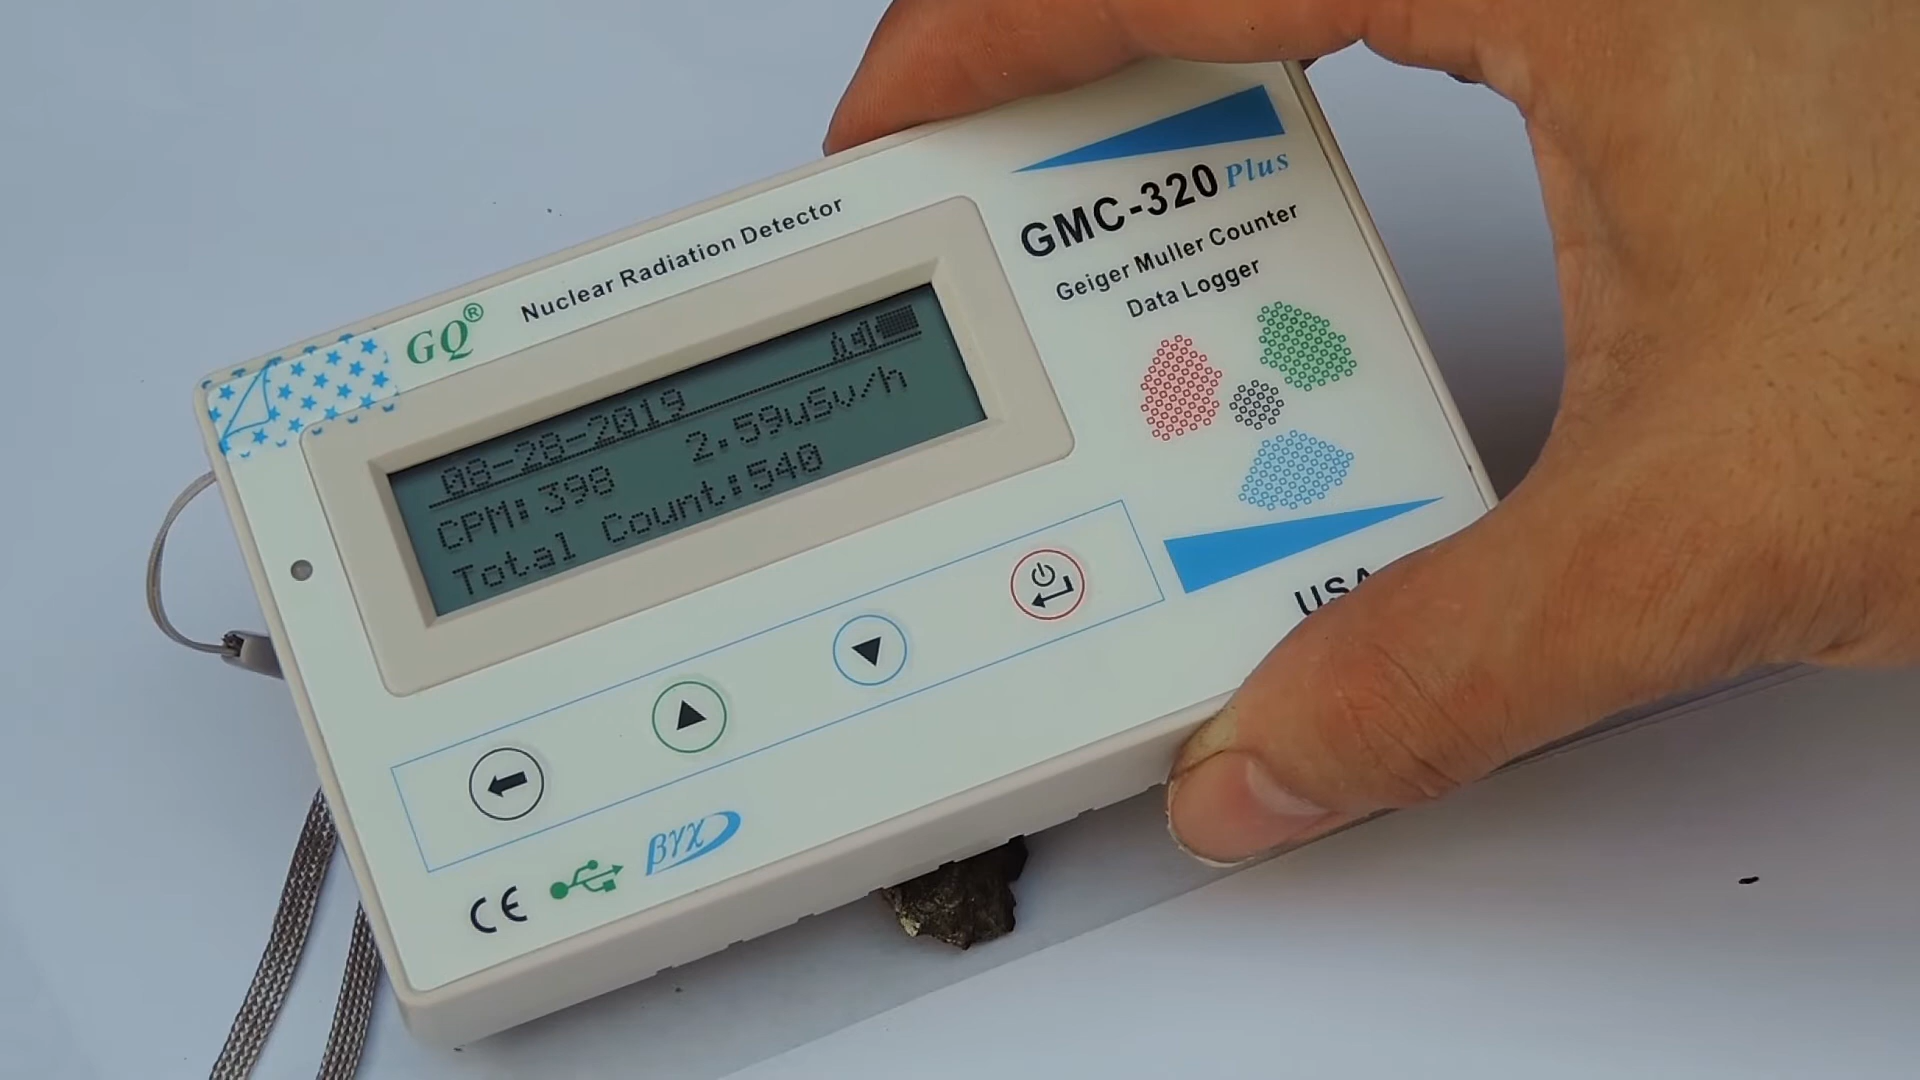 GQ®
Nuclear Radiation Detector
08-28-2019
CPM:398 2.59uSv/h
Total Count:540
GMC-320 Plus
Geiger Muller Counter
Data Logger
USA
CE
βγχ